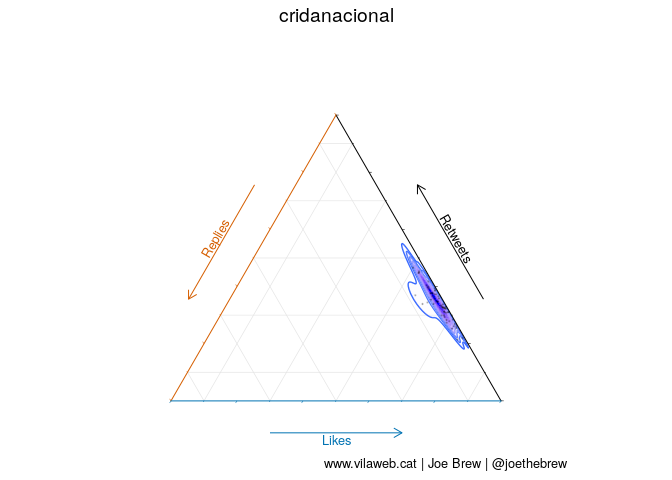 cridanacional
Replies
Retweets
Likes
www.vilaweb.cat | Joe Brew | @joethebrew